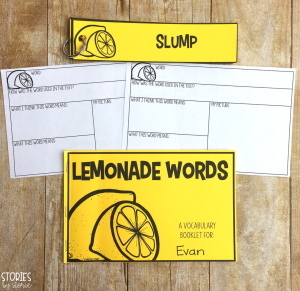 SLUMP
WORD:
HOW WAS THE WORD USED IN THE TEXT?
WHAT I THINK THIS WORD MEANS:
MY PICTURE:
WHAT THIS WORD MEANS:
WORD:
HOW WAS THE WORD USED IN THE TEXT?
WHAT I THINK THIS WORD MEANS:
MY PICTURE:
WHAT THIS WORD MEANS:
LEMONADE WORDS
A VOCABULARY
BOOKLET FOR:
Evan
STORIES
by storie